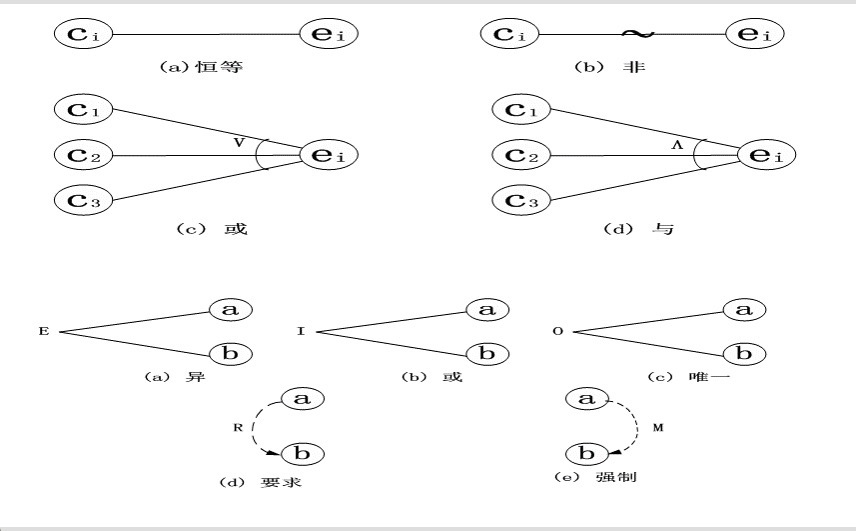 ci ei ci ei
(a)恒等 (b) 非
c1 c1
V Λ
c2 ei c2 ei
c3 c3
(c) 或 (d) 与
a a a
E I O
b b b
(a) 异 (b) 或 (c) 唯一
a a
R M
b b
(d) 要求 (e) 强制